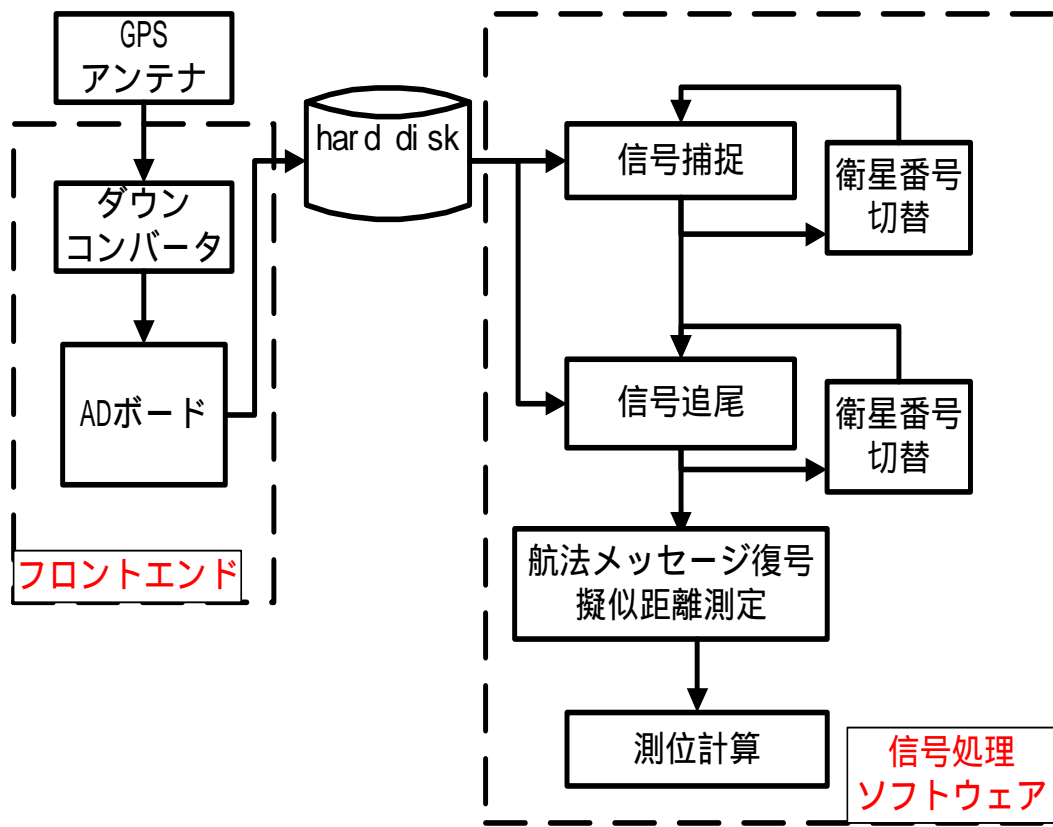 GPS
アンテナ
ダウン
コンバータ
ADボード
フロントエンド
hard disk
信号捕捉
衛星番号
切替
信号追尾
衛星番号
切替
航法メッセージ復号
擬似距離測定
測位計算
信号処理
ソフトウェア